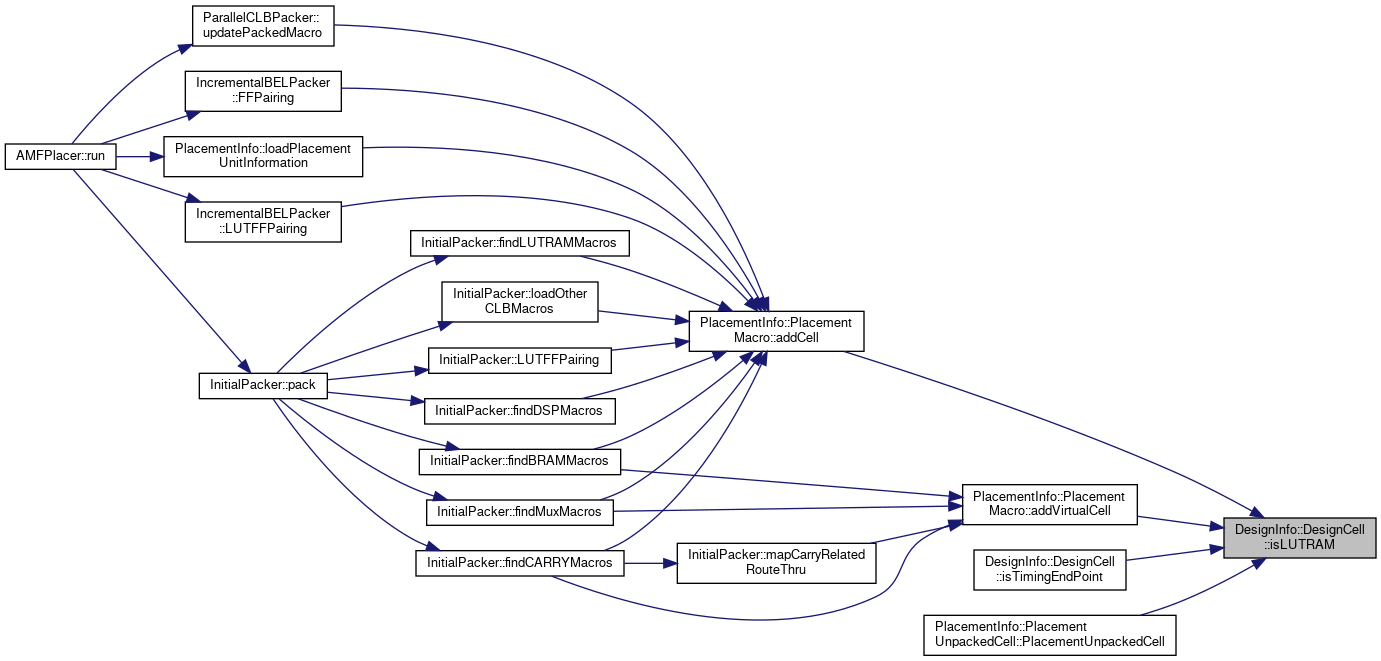 ParallelCLBPacker::
updatePackedMacro
IncrementalBELPacker
::FFPairing
AMFPlacer::run
PlacementInfo::loadPlacement
UnitInformation
IncrementalBELPacker
::LUTFFPairing
InitialPacker::findLUTRAMMacros
InitialPacker::loadOther
CLBMacros
PlacementInfo::Placement
Macro::addCell
InitialPacker::LUTFFPairing
InitialPacker::pack
InitialPacker::findDSPMacros
InitialPacker::findBRAMMacros
InitialPacker::findMuxMacros
PlacementInfo::Placement
Macro::addVirtualCell
DesignInfo::DesignCell
::isLUTRAM
InitialPacker::findCARRYMacros
InitialPacker::mapCarryRelated
RouteThru
DesignInfo::DesignCell
::isTimingEndPoint
PlacementInfo::Placement
UnpackedCell::PlacementUnpackedCell